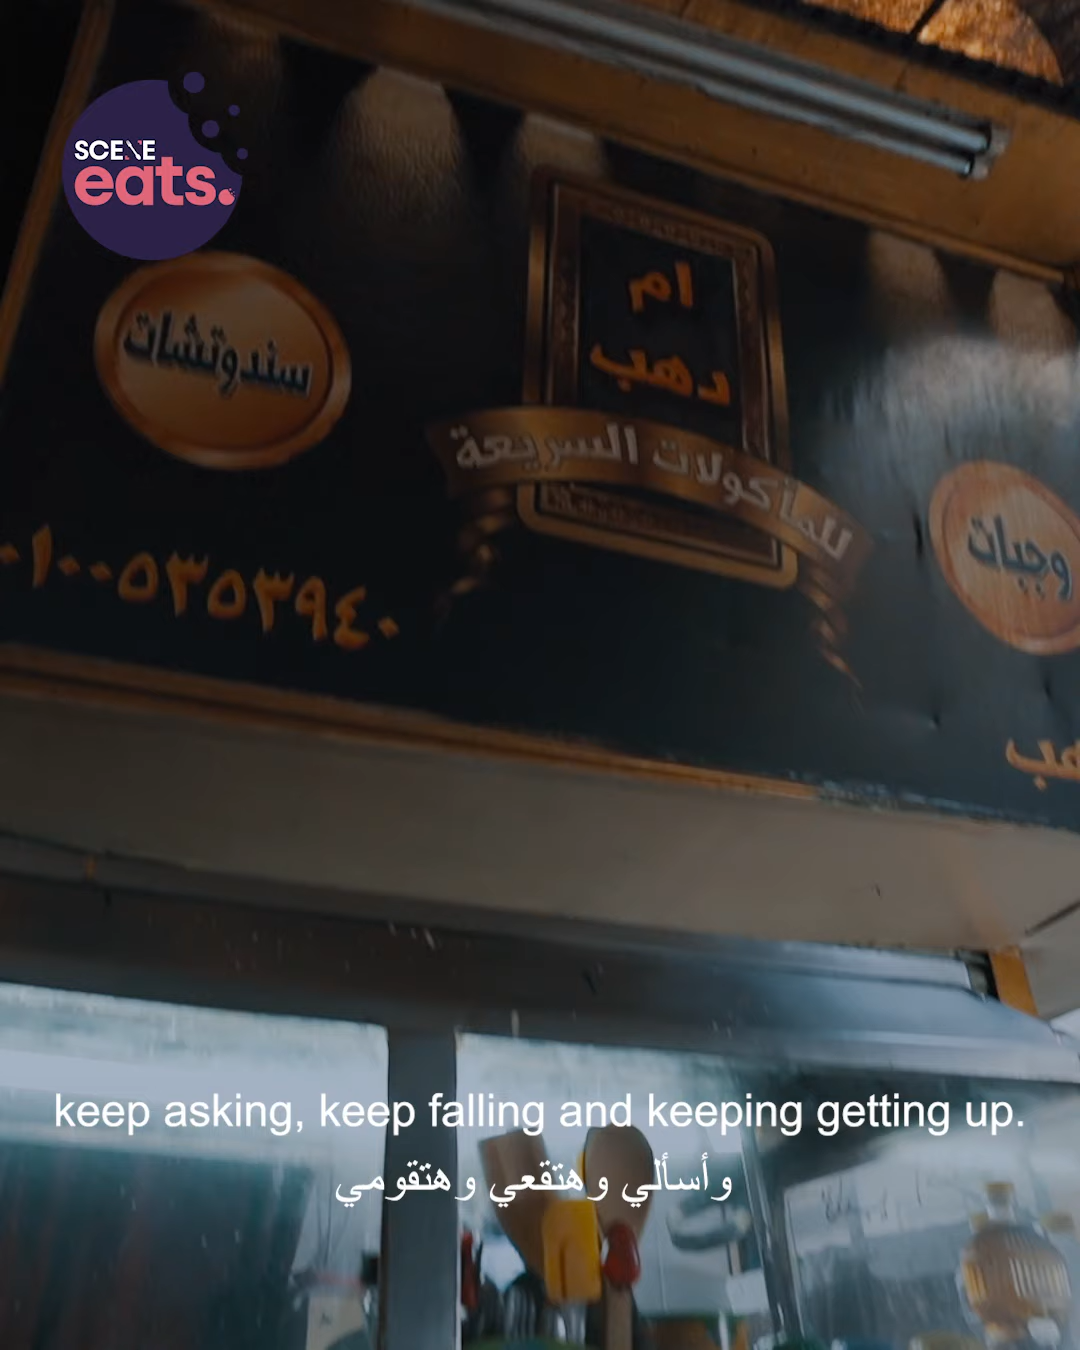 SCENE
eats.
ام
دهب
سندوتشات
للمأكولات السريعة
وجبات
٠١٠٠٥٣٥٣٩٤٠
keep asking, keep falling and keeping getting up.
وأسألي وهتقعي وهتقومي